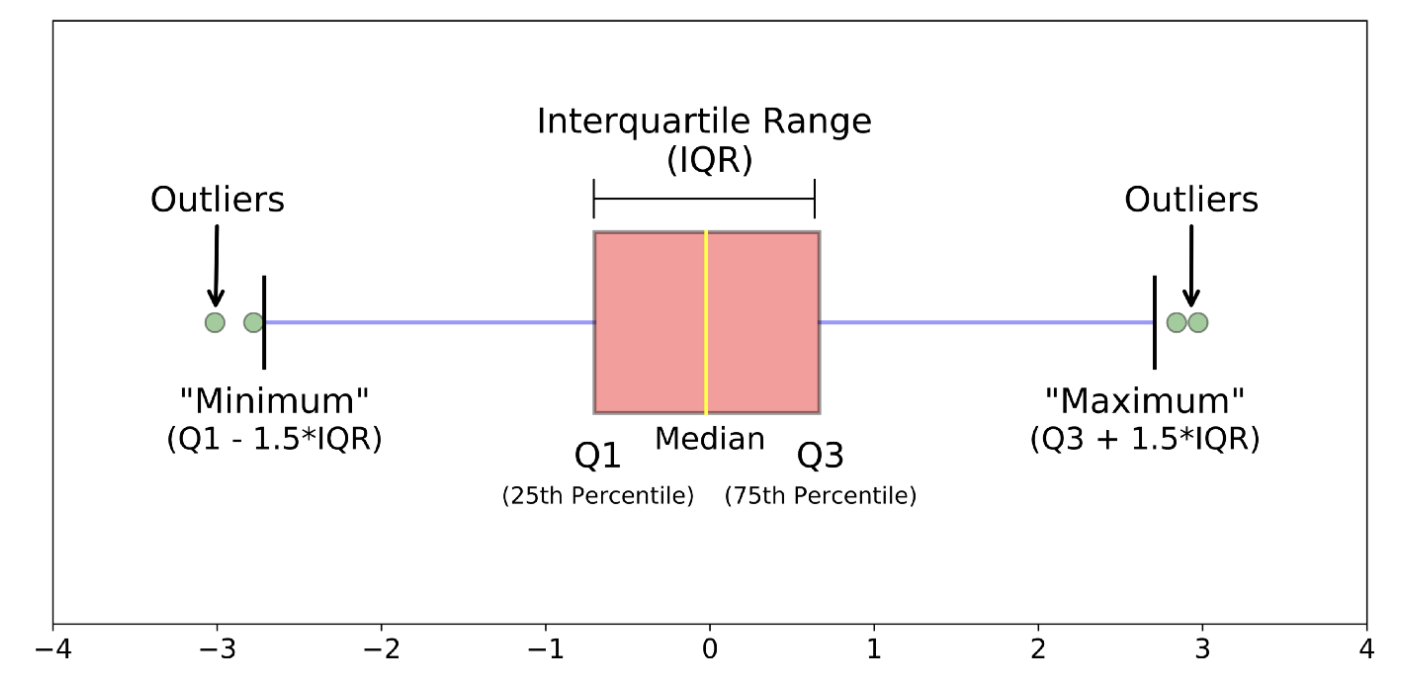 Interquartile Range
(IQR)
Outliers
Outliers
"Minimum"
(Q1 - 1.5*IQR)
"Maximum"
(Q3 + 1.5*IQR)
Median
Q1
Q3
(25th Percentile)
(75th Percentile)
−4
−3
−2
−1
0
1
2
3
4